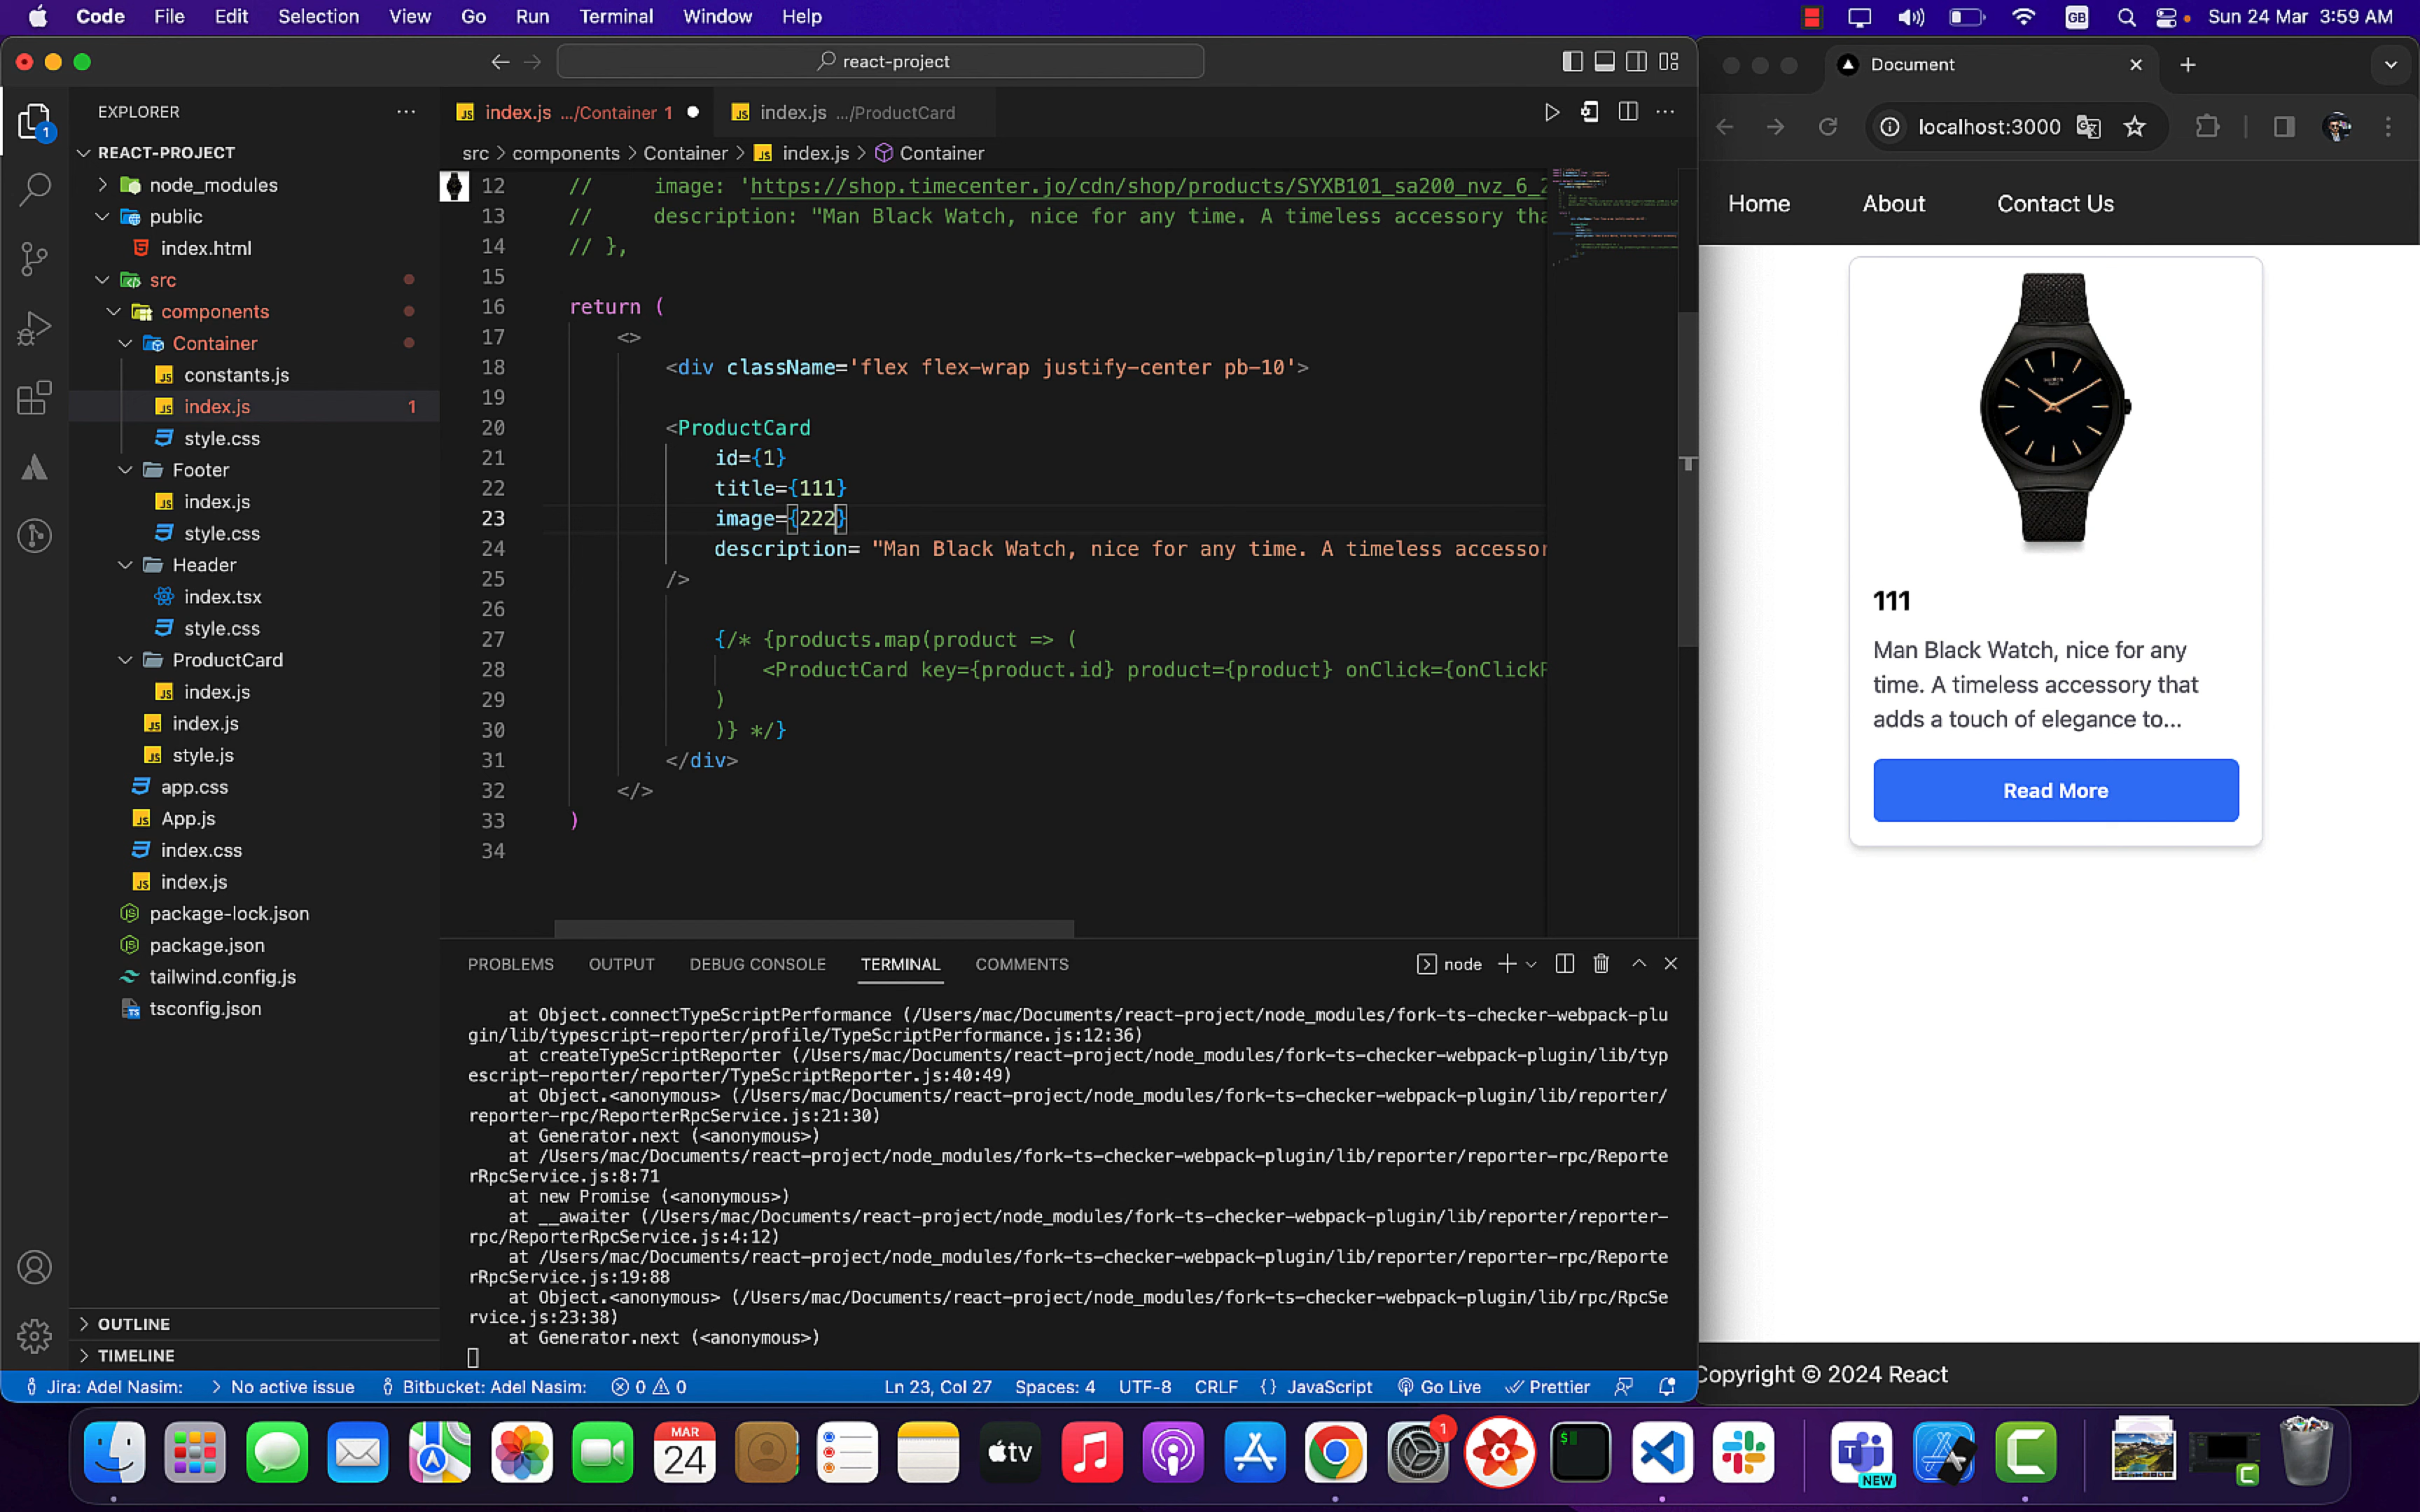 Code File Edit Selection View Go Run Terminal Window Help
GB Sun 24 Mar 3:59 AM
react-project
Document
localhost:3000
EXPLORER
1
REACT-PROJECT
node_modules
public
index.html
src
components
Container
constants.js
index.js 1
style.css
Footer
index.js
style.css
Header
index.tsx
style.css
ProductCard
index.js
index.js
style.js
app.css
App.js
index.css
index.js
package-lock.json
package.json
tailwind.config.js
tsconfig.json
OUTLINE
TIMELINE
index.js .../Container 1
index.js .../ProductCard
src > components > Container > index.js > Container
12 // image: 'https://shop.timecenter.jo/cdn/shop/products/SYXB101_sa200_nvz_6_2
13 // description: "Man Black Watch, nice for any time. A timeless accessory tha
14 // },
15
16 return (
17 <>
18 <div className='flex flex-wrap justify-center pb-10'>
19
20 <ProductCard
21 id={1}
22 title={111}
23 image={222}
24 description= "Man Black Watch, nice for any time. A timeless accessor
25 />
26
27 {/* {products.map(product => (
28 <ProductCard key={product.id} product={product} onClick={onClickP
29 )
30 )} */}
31 </div>
32 </>
33 )
34
PROBLEMS OUTPUT DEBUG CONSOLE TERMINAL COMMENTS
node
at Object.connectTypeScriptPerformance (/Users/mac/Documents/react-project/node_modules/fork-ts-checker-webpack-plu
gin/lib/typescript-reporter/profile/TypeScriptPerformance.js:12:36)
at createTypeScriptReporter (/Users/mac/Documents/react-project/node_modules/fork-ts-checker-webpack-plugin/lib/typ
escript-reporter/reporter/TypeScriptReporter.js:40:49)
at Object.<anonymous> (/Users/mac/Documents/react-project/node_modules/fork-ts-checker-webpack-plugin/lib/reporter/
reporter-rpc/ReporterRpcService.js:21:30)
at Generator.next (<anonymous>)
at /Users/mac/Documents/react-project/node_modules/fork-ts-checker-webpack-plugin/lib/reporter/reporter-rpc/Reporte
rRpcService.js:8:71
at new Promise (<anonymous>)
at __awaiter (/Users/mac/Documents/react-project/node_modules/fork-ts-checker-webpack-plugin/lib/reporter/reporter-
rpc/ReporterRpcService.js:4:12)
at /Users/mac/Documents/react-project/node_modules/fork-ts-checker-webpack-plugin/lib/reporter/reporter-rpc/Reporte
rRpcService.js:19:88
at Object.<anonymous> (/Users/mac/Documents/react-project/node_modules/fork-ts-checker-webpack-plugin/lib/rpc/RpcSe
rvice.js:23:38)
at Generator.next (<anonymous>)
Jira: Adel Nasim: > No active issue Bitbucket: Adel Nasim: 0 0 Ln 23, Col 27 Spaces: 4 UTF-8 CRLF {} JavaScript Go Live Prettier
Home About Contact Us
111
Man Black Watch, nice for any
time. A timeless accessory that
adds a touch of elegance to...
Read More
Copyright © 2024 React
MAR
24
tv
1
NEW